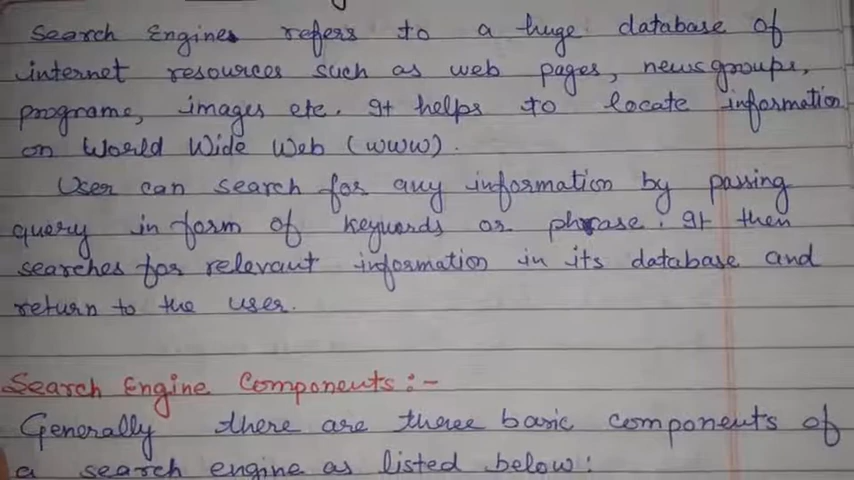 Search Engine refers to a huge database of
internet resources such as web pages, newsgroups,
programe, images etc. It helps to locate information
on World Wide Web (www).
User can search for any information by passing
query in form of keywords or phrase. It then
searches for relevant information in its database and
return to the user.
Search Engine Components:-
Generally there are three basic components of
a search engine as listed below: